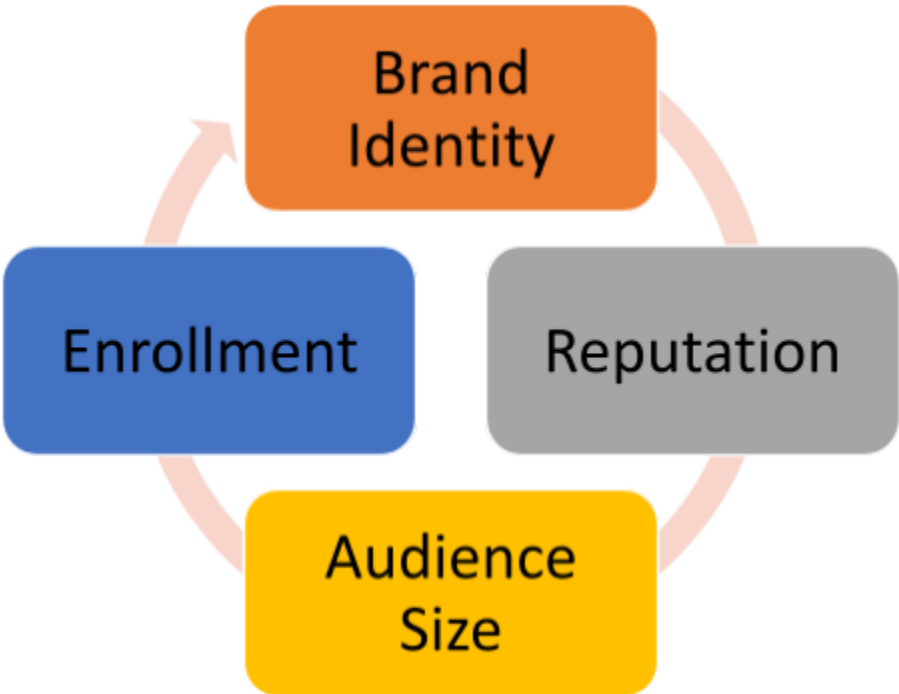 Brand
Identity
Enrollment
Reputation
Audience
Size